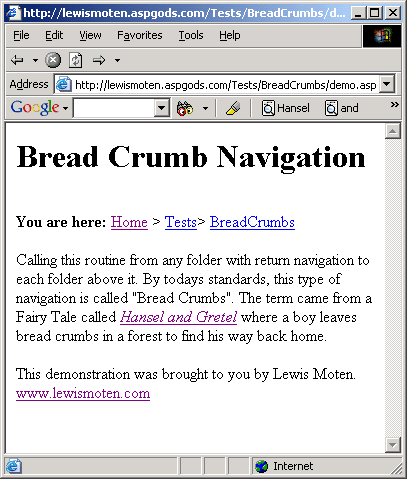 http://lewismoten.aspgods.com/Tests/BreadCrumbs/d...
File Edit View Favorites Tools Help
Address http://lewismoten.aspgods.com/Tests/BreadCrumbs/demo.asp
Google Hansel and
Bread Crumb Navigation
You are here: Home > Tests> BreadCrumbs
Calling this routine from any folder with return navigation to
each folder above it. By todays standards, this type of
navigation is called "Bread Crumbs". The term came from a
Fairy Tale called Hansel and Gretel where a boy leaves
bread crumbs in a forest to find his way back home.
This demonstration was brought to you by Lewis Moten.
www.lewismoten.com
Internet